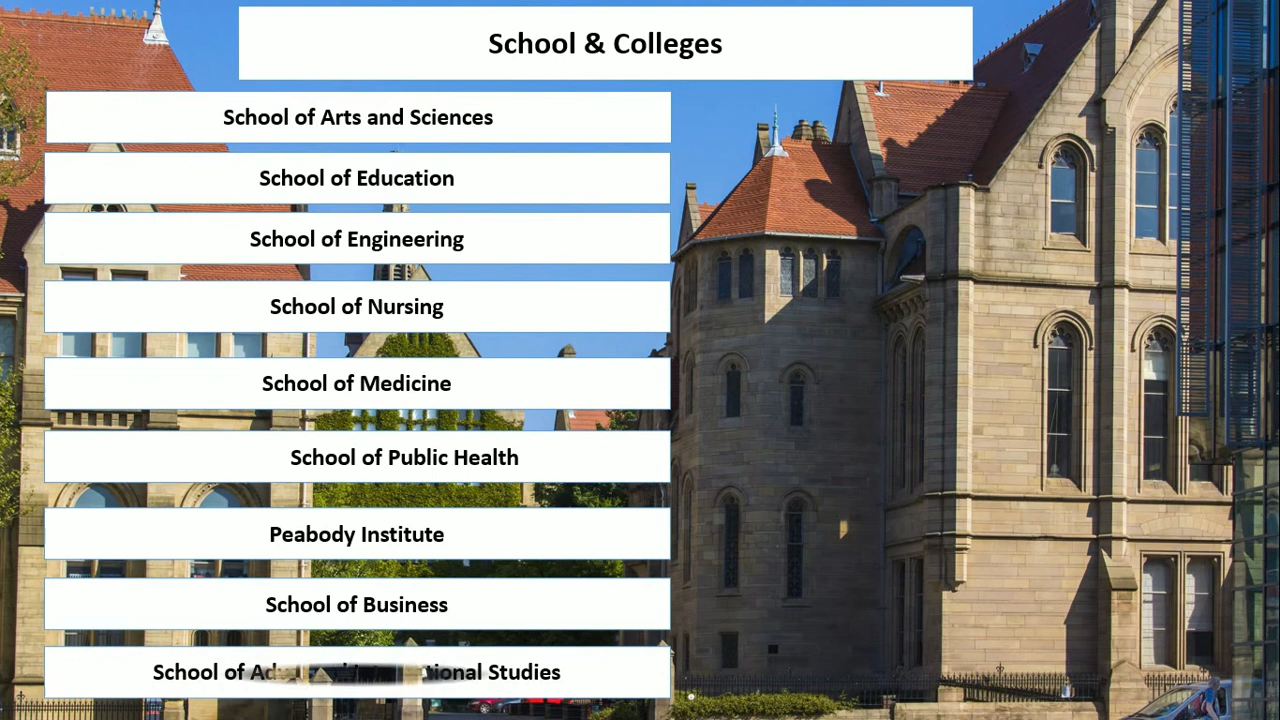 School & Colleges
School of Arts and Sciences
School of Education
School of Engineering
School of Nursing
School of Medicine
School of Public Health
Peabody Institute
School of Business
School of Studies